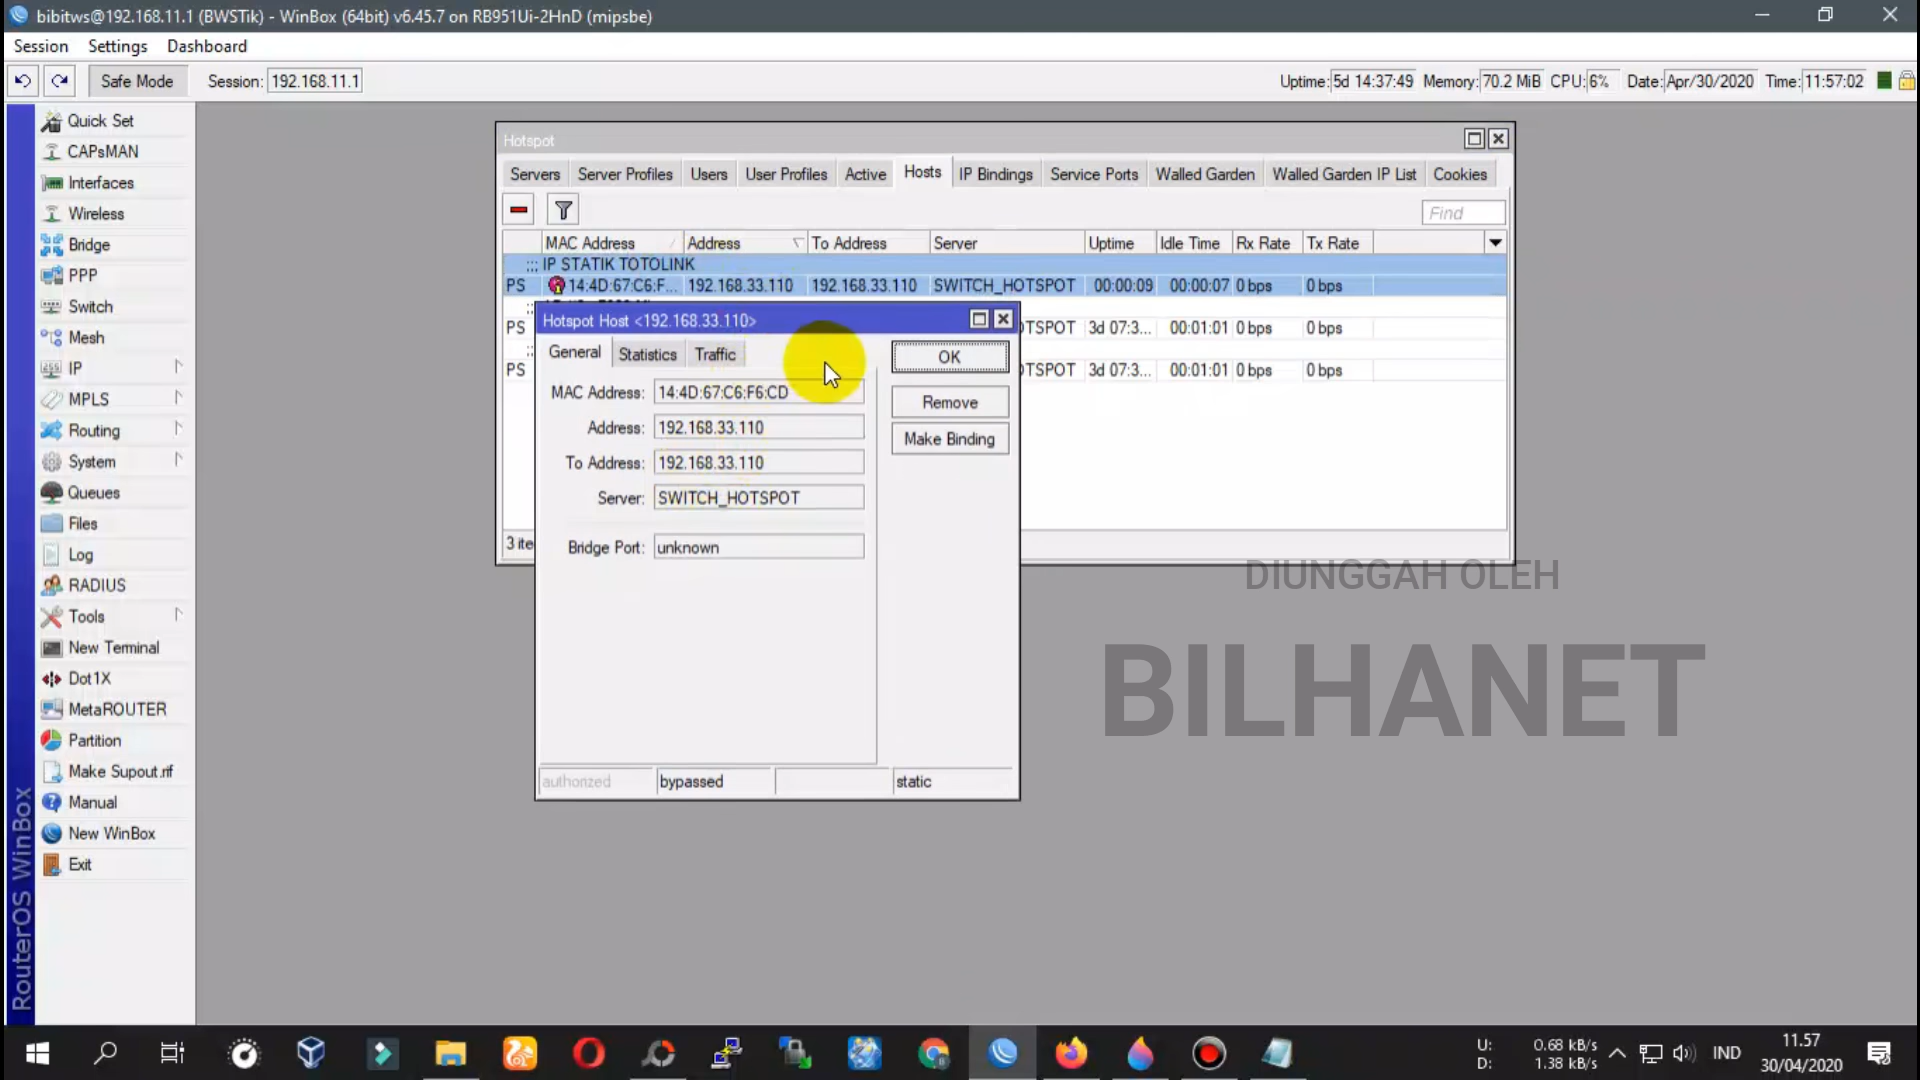 bibitws@192.168.11.1 (BWSTik) - WinBox (64bit) v6.45.7 on RB951Ui-2HnD (mipsbe)
Session Settings Dashboard
Safe Mode Session: 192.168.11.1 Uptime: 5d 14:37:49 Memory: 70.2 MiB CPU: 6% Date: Apr/30/2020 Time: 11:57:02
Quick Set
CAPsMAN
Interfaces
Wireless
Bridge
PPP
Switch
Mesh
IP
MPLS
Routing
System
Queues
Files
Log
RADIUS
Tools
New Terminal
Dot1X
MetaROUTER
Partition
Make Supout.rif
Manual
New WinBox
Exit
RouterOS WinBox
Hotspot
Servers Server Profiles Users User Profiles Active Hosts IP Bindings Service Ports Walled Garden Walled Garden IP List Cookies
Find
MAC Address Address To Address Server Uptime Idle Time Rx Rate Tx Rate
::: IP STATIK TOTOLINK
PS 14:4D:67:C6:F... 192.168.33.110 192.168.33.110 SWITCH_HOTSPOT 00:00:09 00:00:07 0 bps 0 bps
PS OTSPOT 3d 07:3... 00:01:01 0 bps 0 bps
PS OTSPOT 3d 07:3... 00:01:01 0 bps 0 bps
3 ite
Hotspot Host <192.168.33.110>
General Statistics Traffic
MAC Address: 14:4D:67:C6:F6:CD
Address: 192.168.33.110
To Address: 192.168.33.110
Server: SWITCH_HOTSPOT
Bridge Port: unknown
OK
Remove
Make Binding
authorized bypassed static
DIUNGGAH OLEH
BILHANET
U: 0.68 kB/s
D: 1.38 kB/s
IND
11.57
30/04/2020